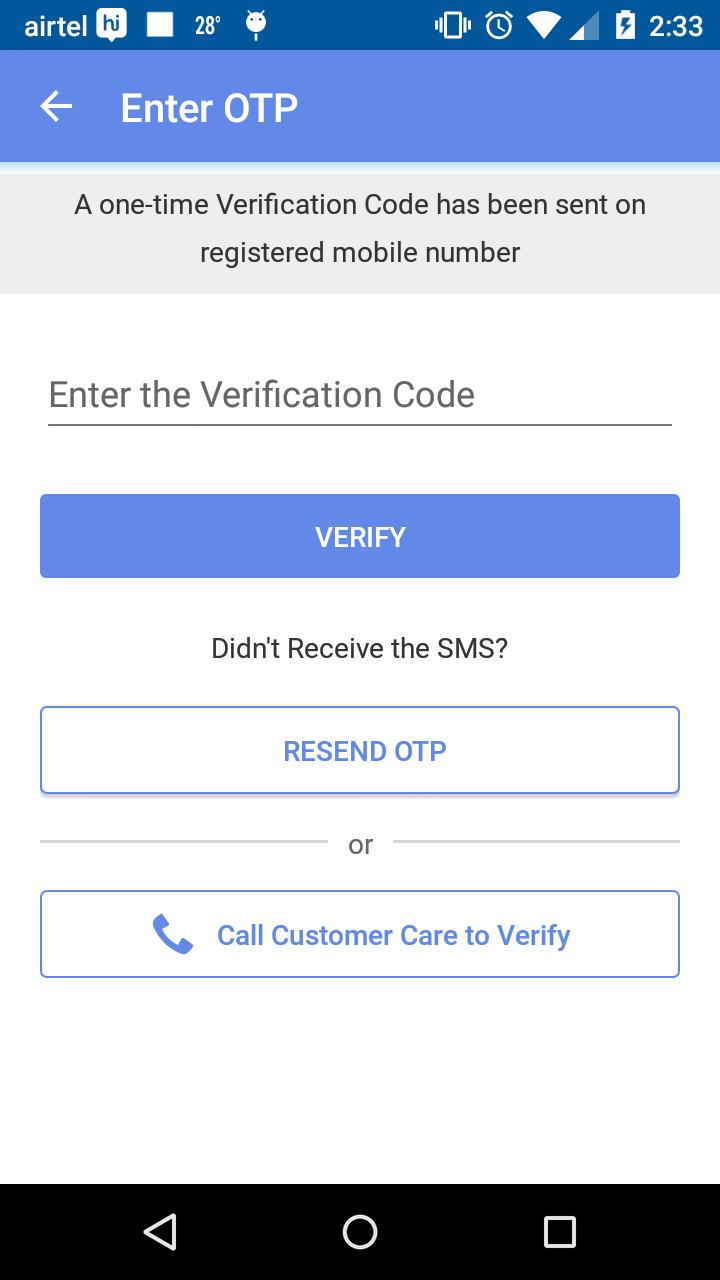 airtel hi 28° 2:33
Enter OTP
A one-time Verification Code has been sent on
registered mobile number
Enter the Verification Code
VERIFY
Didn't Receive the SMS?
RESEND OTP
or
Call Customer Care to Verify